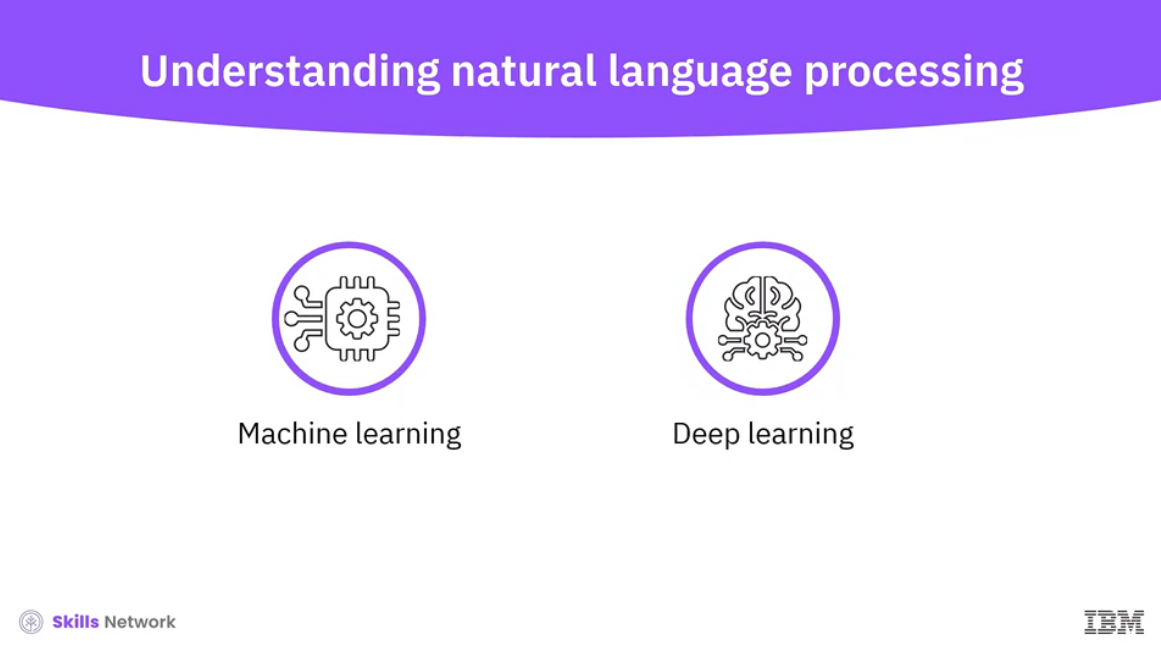 Understanding natural language processing
Machine learning
Deep learning
Skills Network
IBM